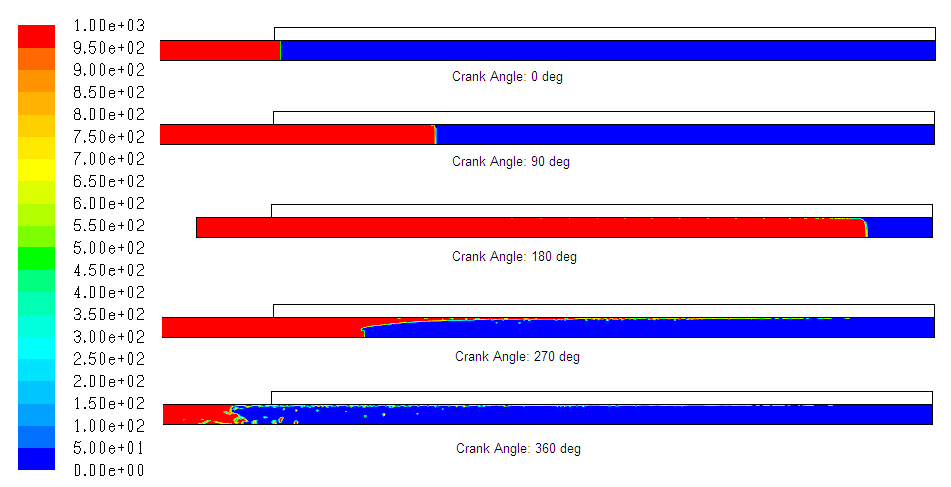 1.00e+03
9.50e+02
9.00e+02
8.50e+02
8.00e+02
7.50e+02
7.00e+02
6.50e+02
6.00e+02
5.50e+02
5.00e+02
4.50e+02
4.00e+02
3.50e+02
3.00e+02
2.50e+02
2.00e+02
1.50e+02
1.00e+02
5.00e+01
0.00e+00
Crank Angle: 0 deg
Crank Angle: 90 deg
Crank Angle: 180 deg
Crank Angle: 270 deg
Crank Angle: 360 deg